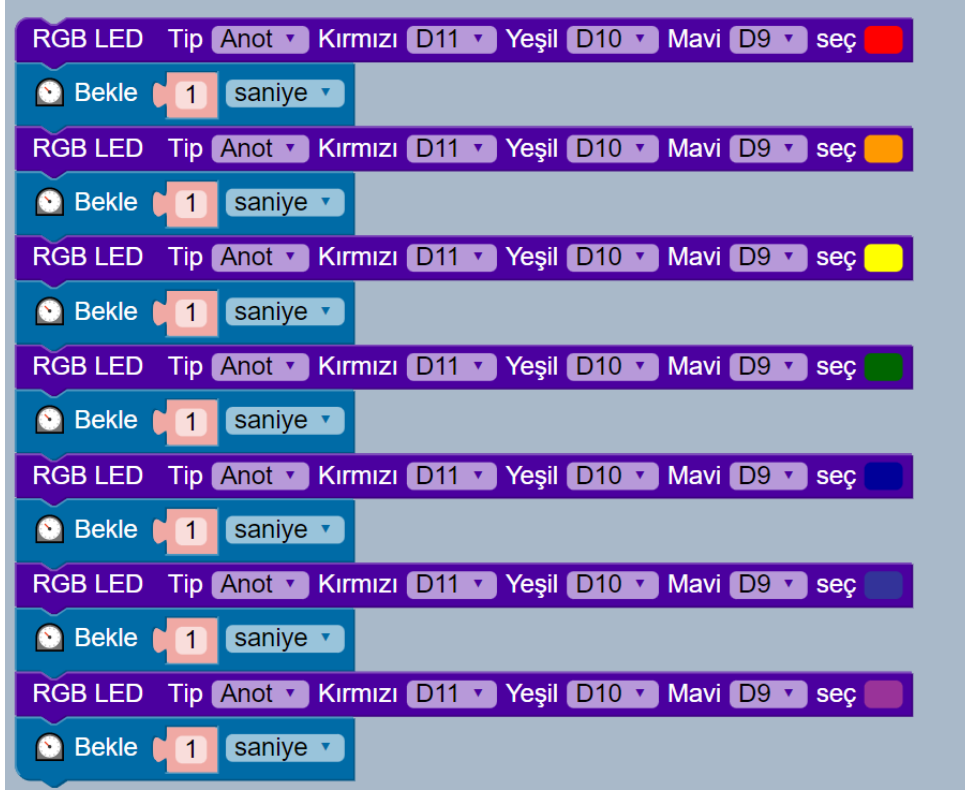 RGB LED Tip Anot Kırmızı D11 Yeşil D10 Mavi D9 seç
Bekle 1 saniye
RGB LED Tip Anot Kırmızı D11 Yeşil D10 Mavi D9 seç
Bekle 1 saniye
RGB LED Tip Anot Kırmızı D11 Yeşil D10 Mavi D9 seç
Bekle 1 saniye
RGB LED Tip Anot Kırmızı D11 Yeşil D10 Mavi D9 seç
Bekle 1 saniye
RGB LED Tip Anot Kırmızı D11 Yeşil D10 Mavi D9 seç
Bekle 1 saniye
RGB LED Tip Anot Kırmızı D11 Yeşil D10 Mavi D9 seç
Bekle 1 saniye
RGB LED Tip Anot Kırmızı D11 Yeşil D10 Mavi D9 seç
Bekle 1 saniye